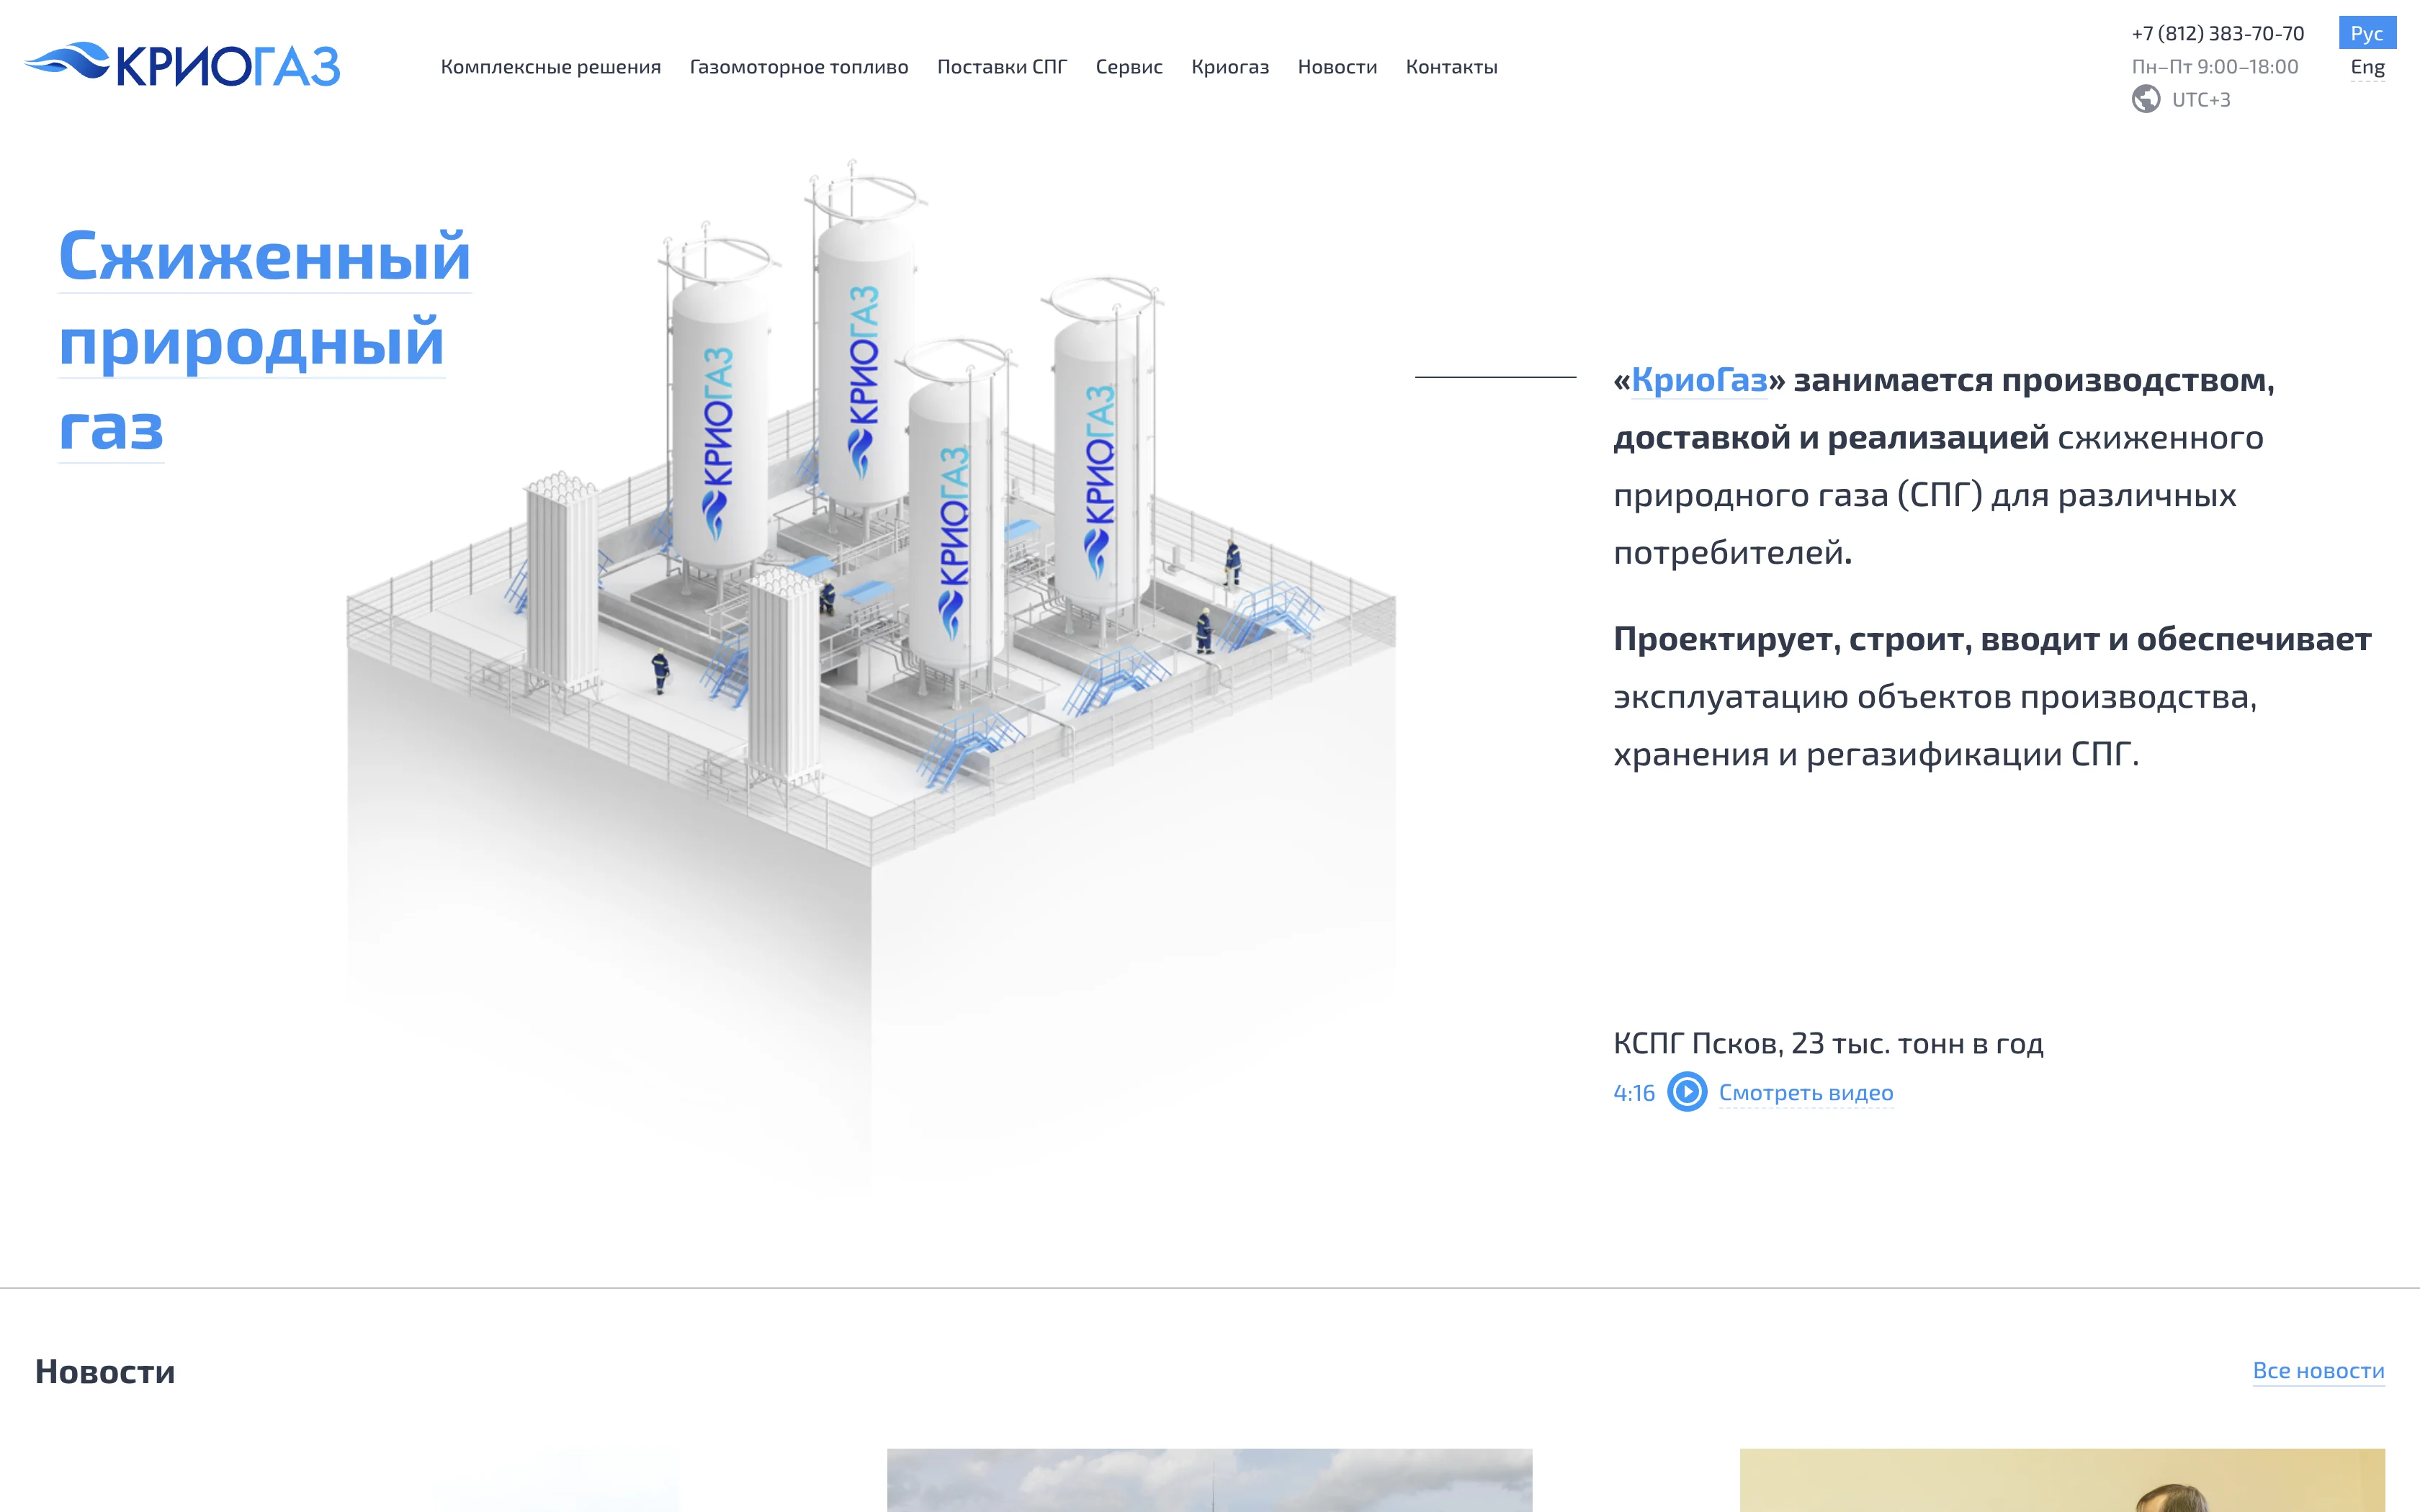 КРИОГАЗ
Комплексные решения
Газомоторное топливо
Поставки СПГ
Сервис
Криогаз
Новости
Контакты
+7 (812) 383-70-70
Пн–Пт 9:00–18:00
UTC+3
Рус
Eng
Сжиженный
природный
газ
КРИОГАЗ
КРИОГАЗ
КРИОГАЗ
КРИОГАЗ
«КриоГаз» занимается производством,
доставкой и реализацией сжиженного
природного газа (СПГ) для различных
потребителей.
Проектирует, строит, вводит и обеспечивает
эксплуатацию объектов производства,
хранения и регазификации СПГ.
КСПГ Псков, 23 тыс. тонн в год
4:16 Смотреть видео
Новости
Все новости